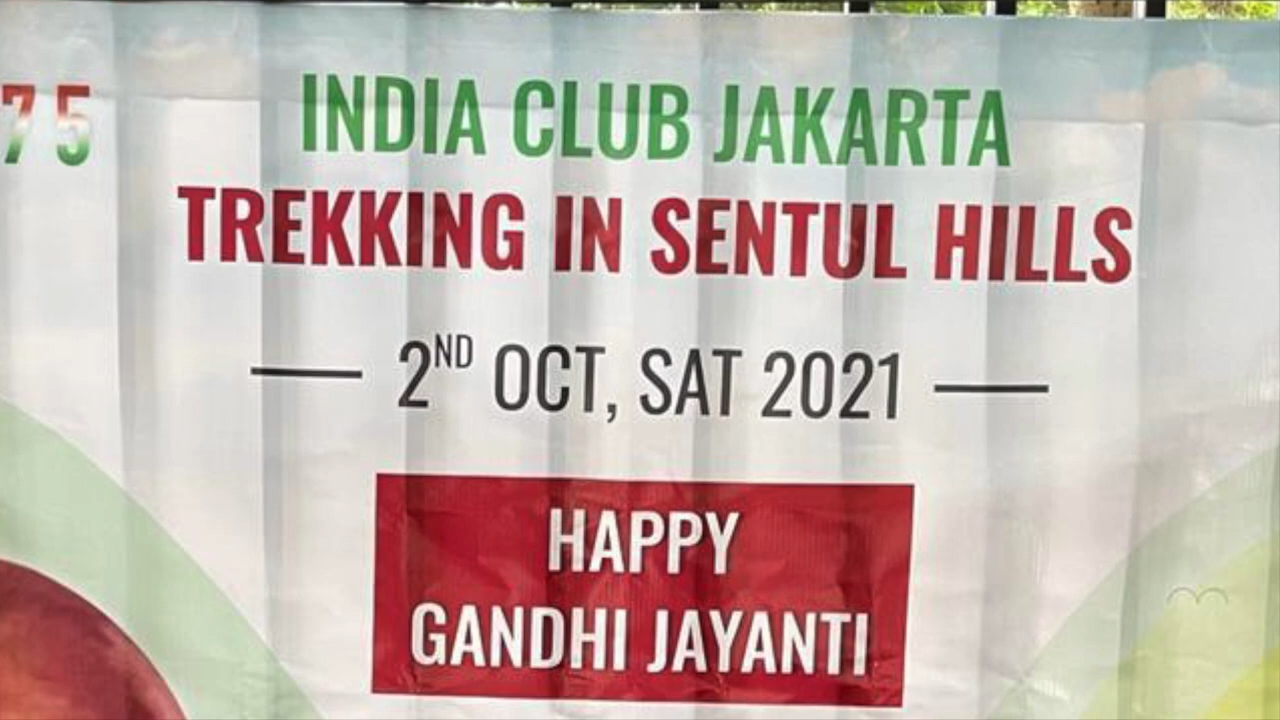 75
INDIA CLUB JAKARTA
TREKKING IN SENTUL HILLS
2ND OCT, SAT 2021
HAPPY
GANDHI JAYANTI